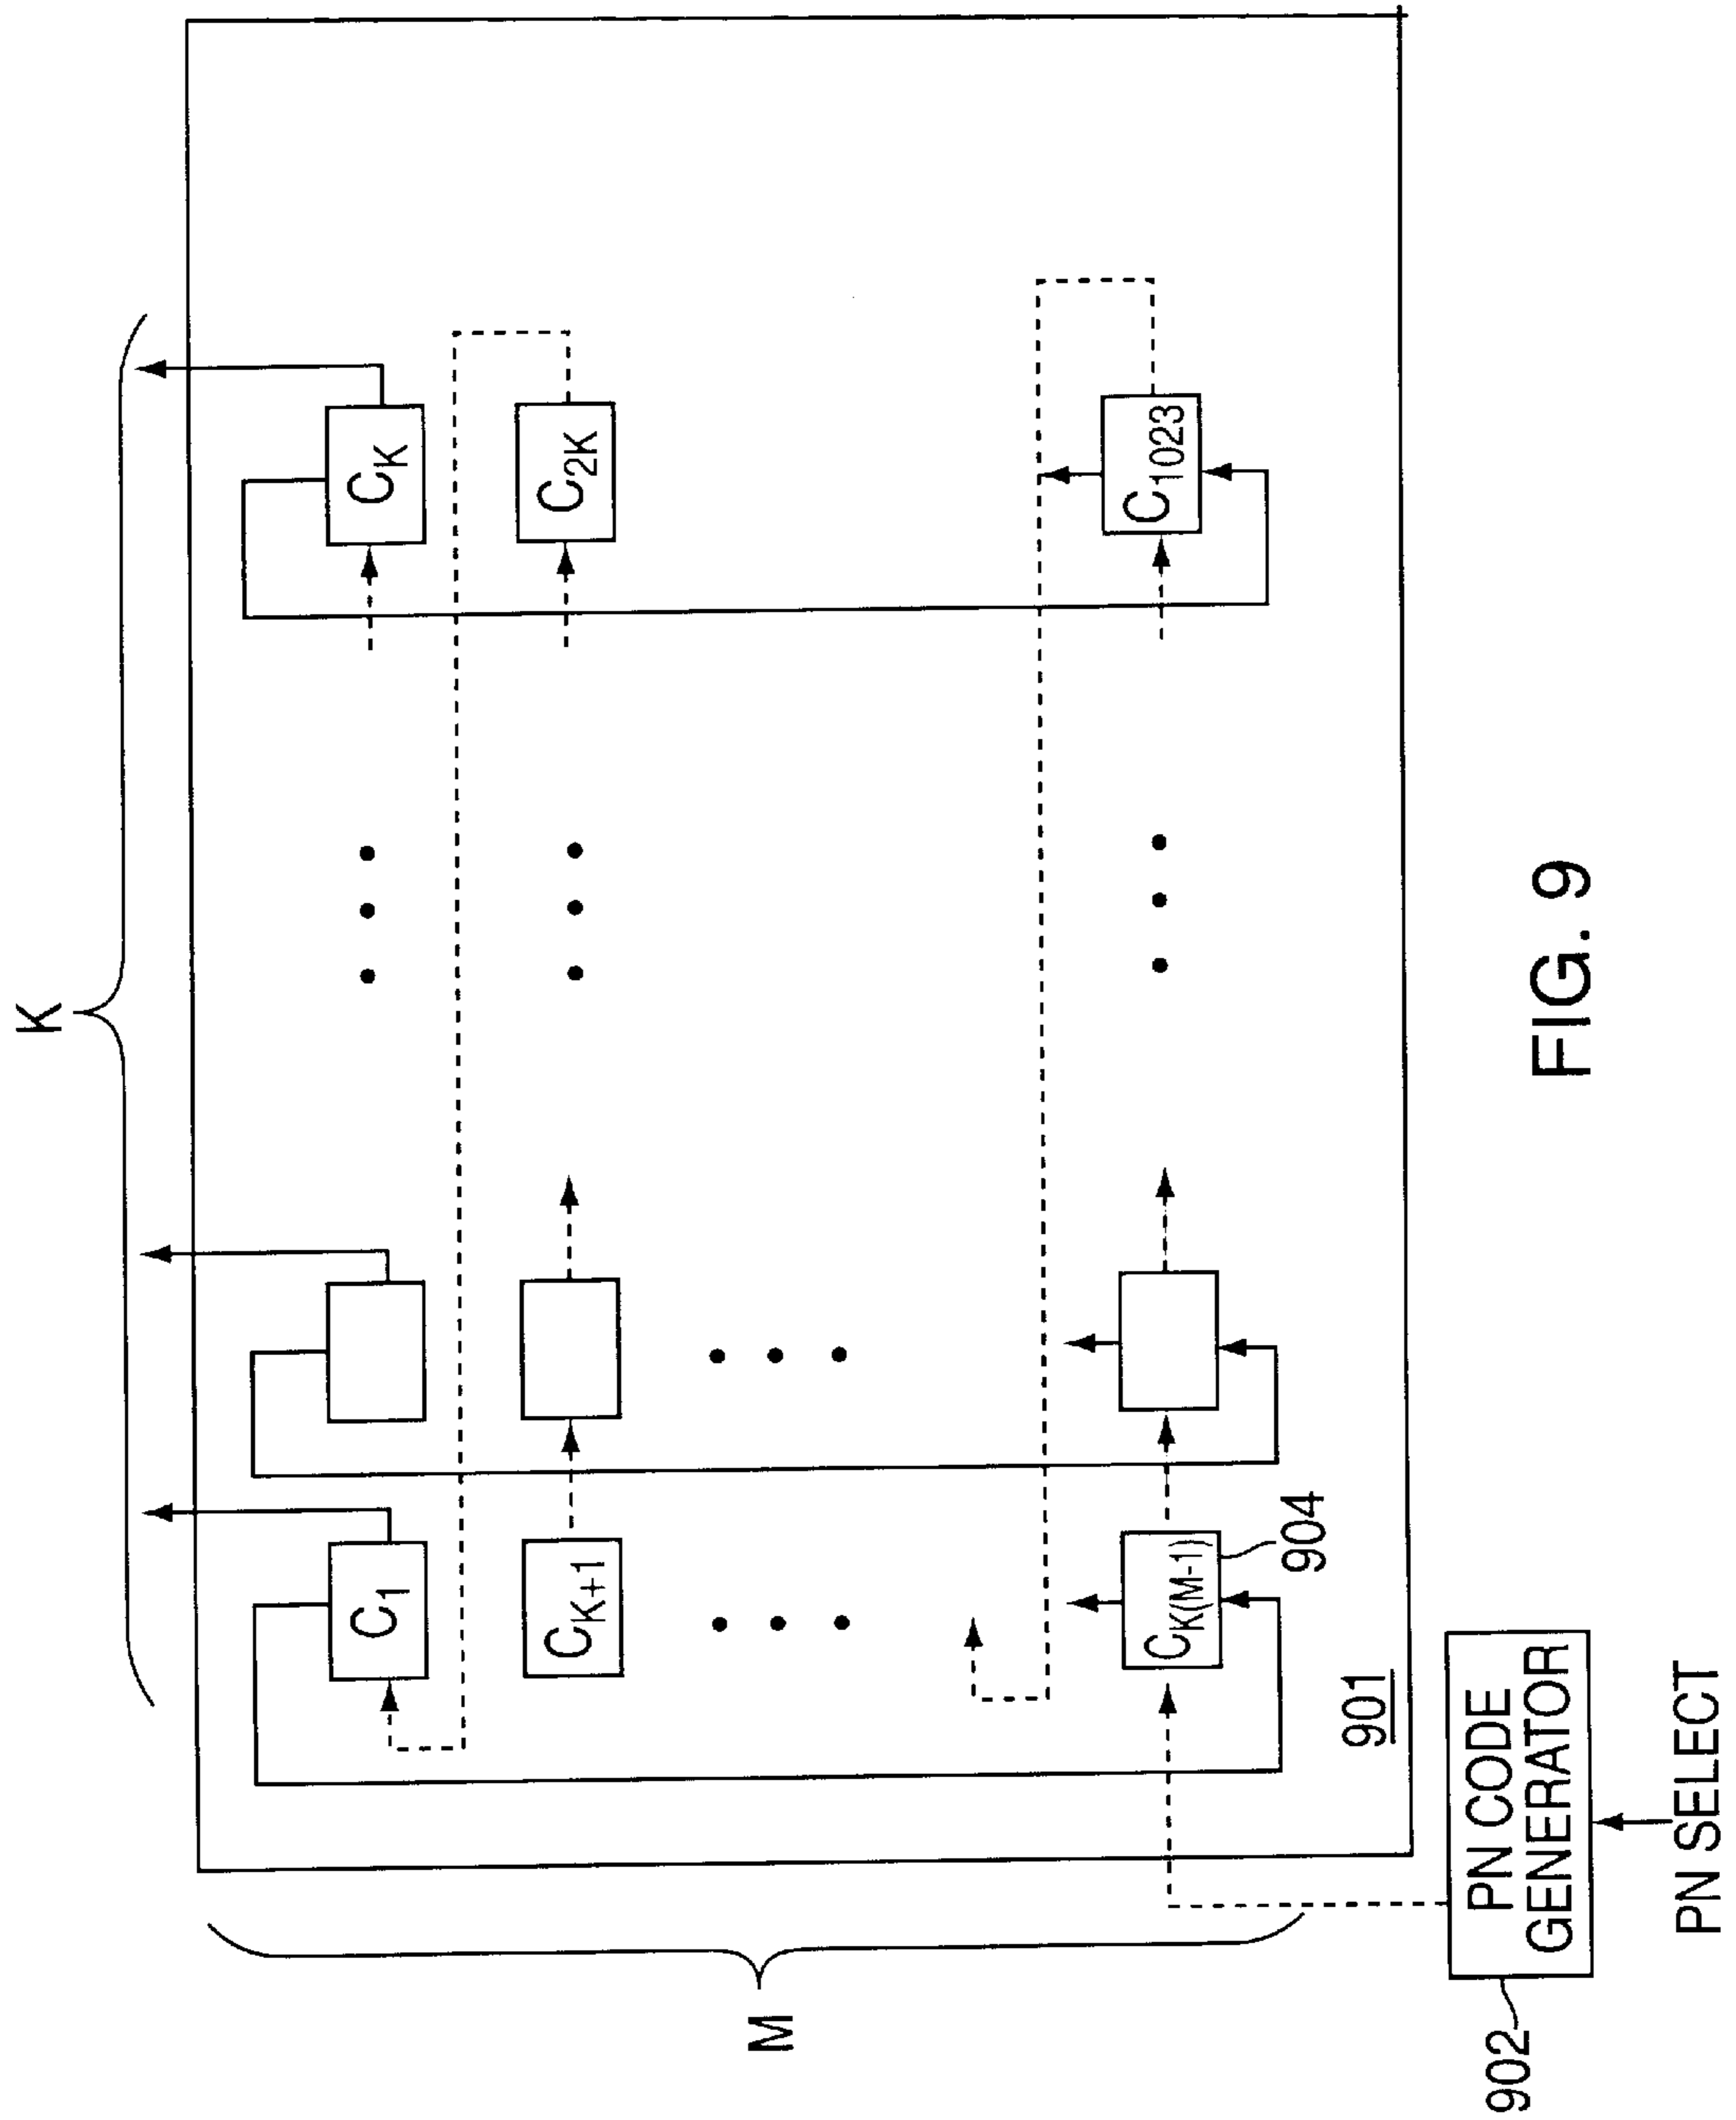 K
C1
CK
CK+1
C2K
M
CK(M-1)
C1023
904
901
902
PN CODE
GENERATOR
PN SELECT
FIG. 9